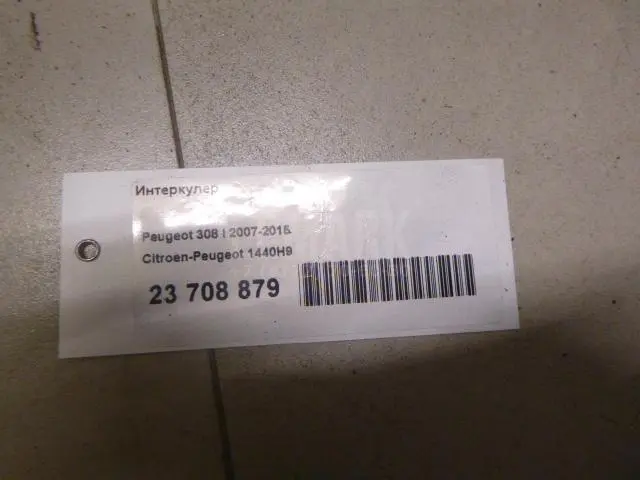 Интеркулер
Peugeot 308 I 2007-2015
Citroen-Peugeot 1440H9
23 708 879